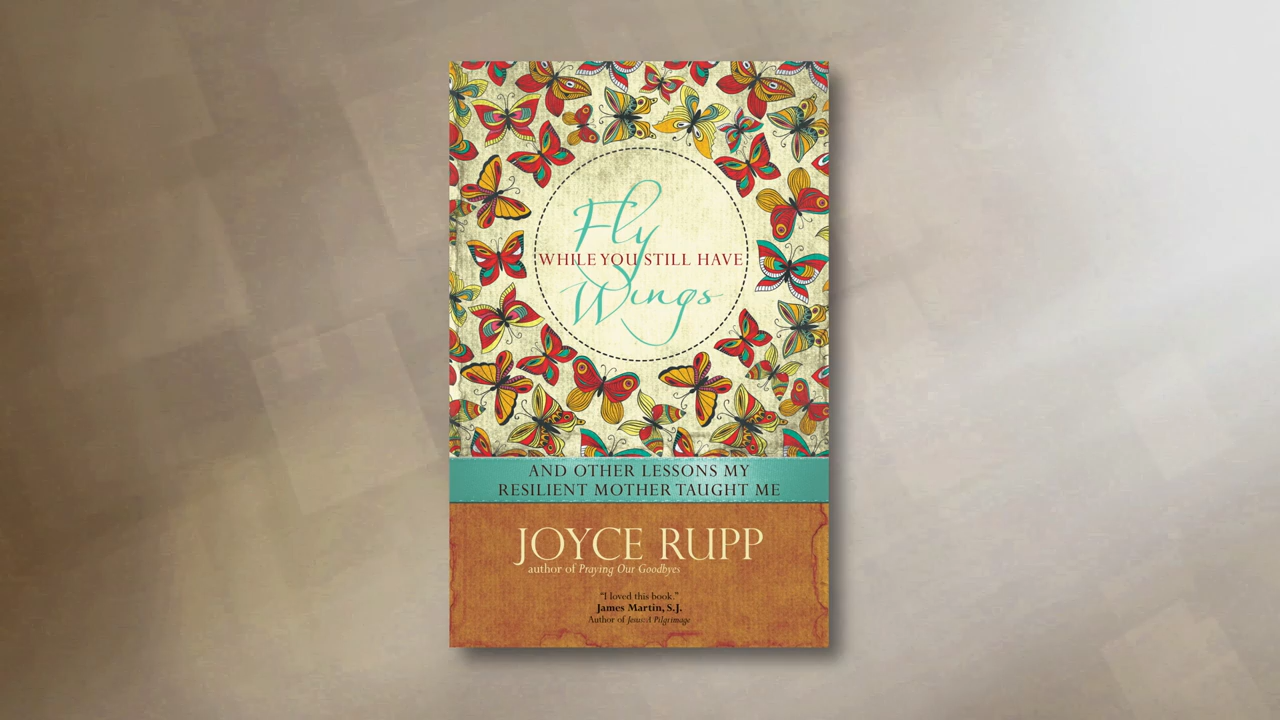 Fly
WHILE YOU STILL HAVE
Wings
AND OTHER LESSONS MY
RESILIENT MOTHER TAUGHT ME
JOYCE RUPP
author of Praying Our Goodbyes
"I loved this book."
James Martin, S.J.
Author of Jesus: A Pilgrimage